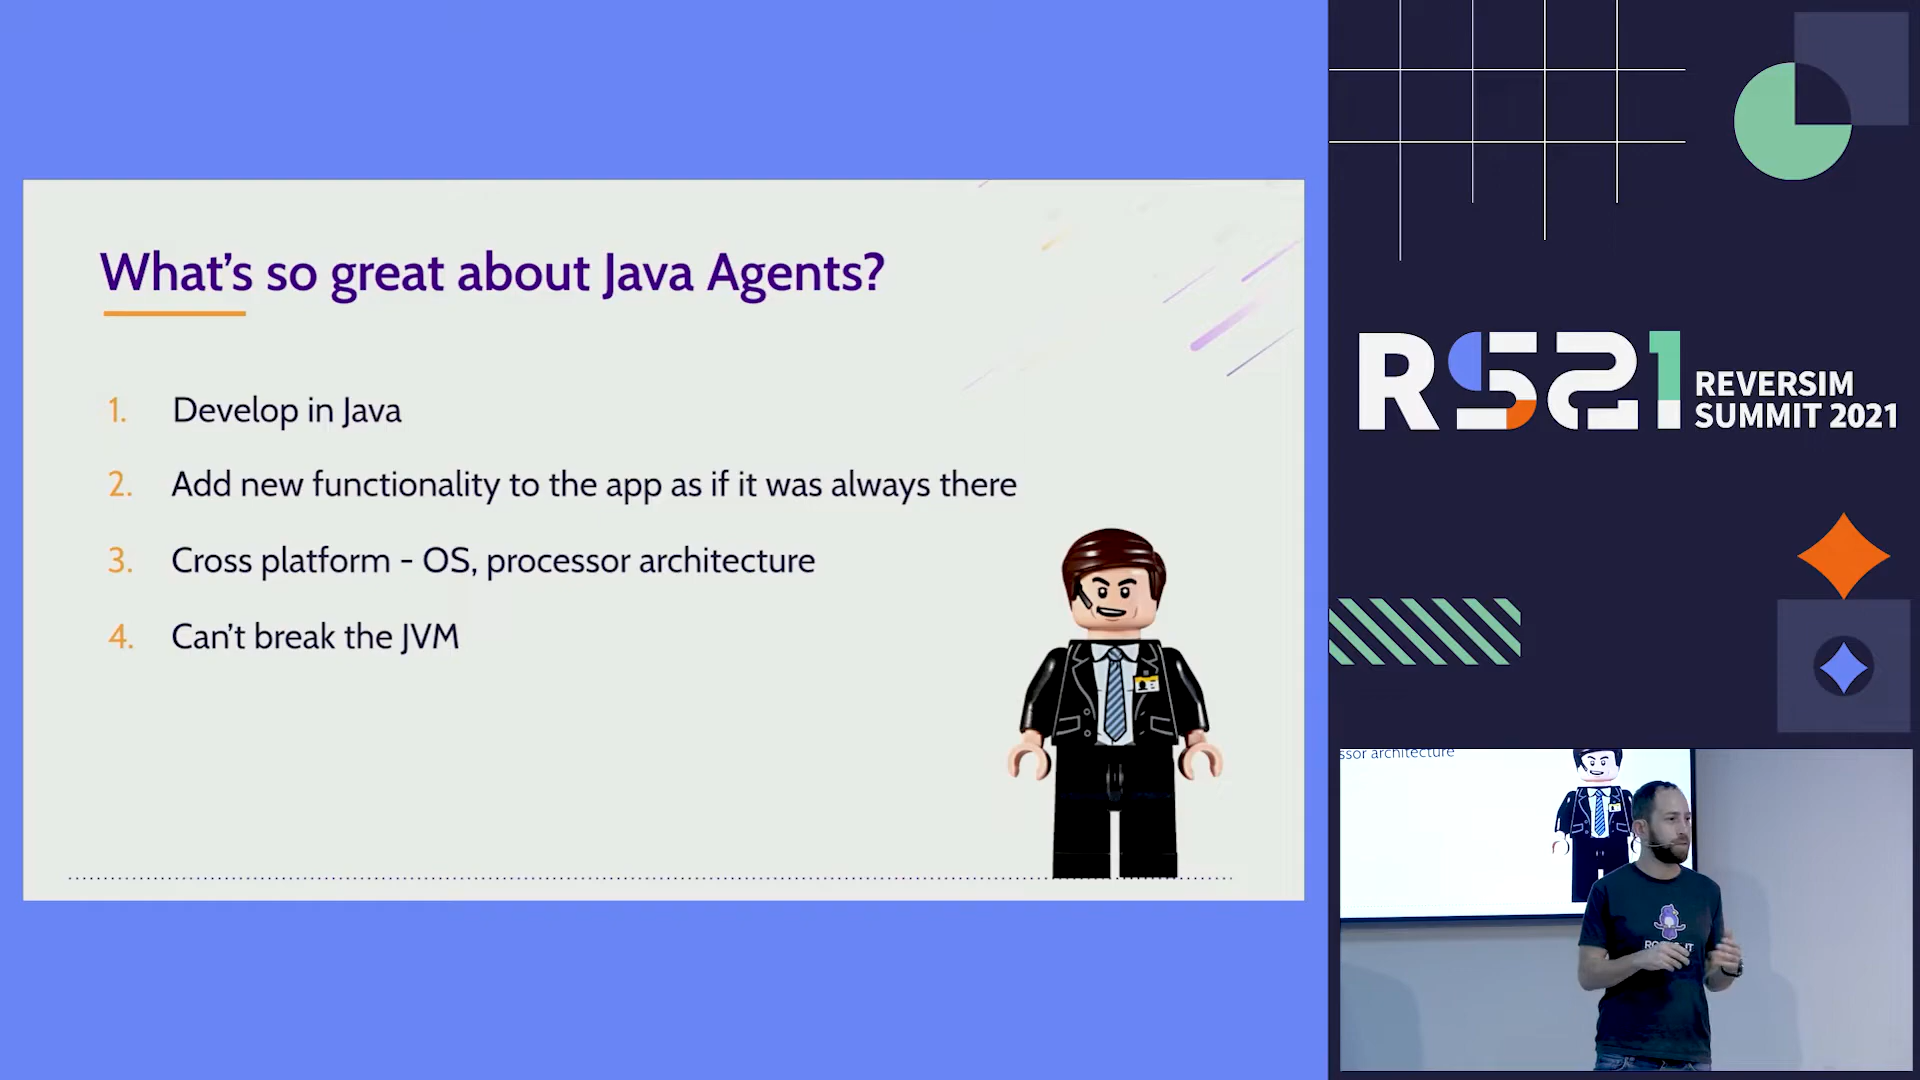 What's so great about Java Agents?
1. Develop in Java
2. Add new functionality to the app as if it was always there
3. Cross platform - OS, processor architecture
4. Can't break the JVM
RS21
REVERSIM
SUMMIT 2021
ssor architecture